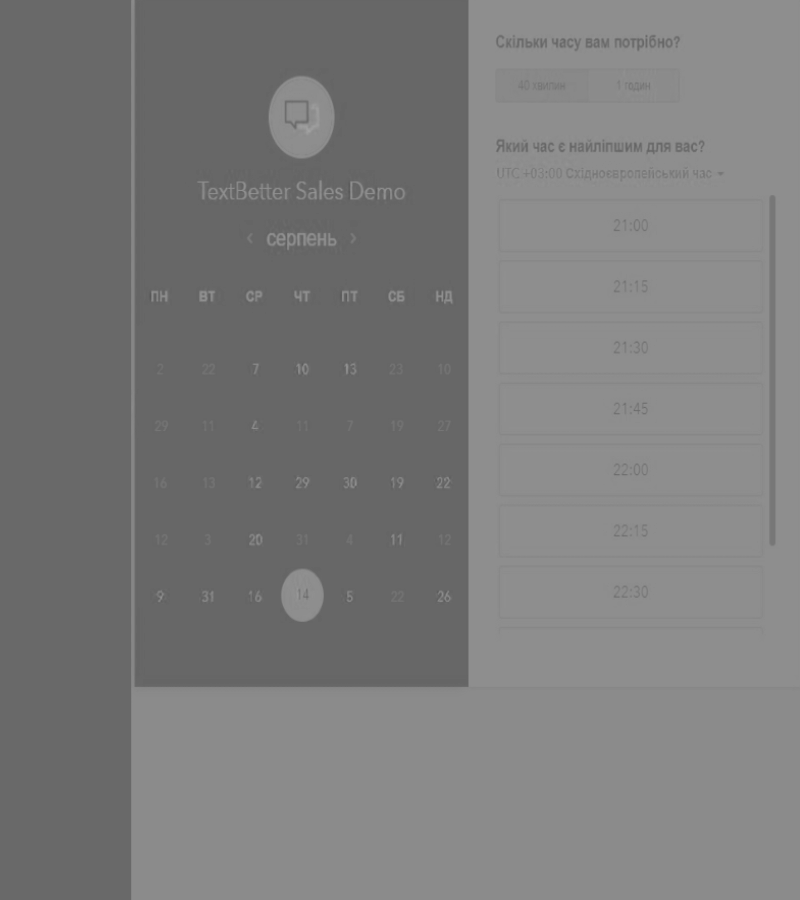 TextBetter Sales Demo
‹ серпень ›
ПН ВТ СР ЧТ ПТ СБ НД
2 22 7 10 13 23 10
29 11 4 11 7 19 27
16 13 12 29 30 19 22
12 3 20 31 4 11 12
9 31 16 14 5 22 26
Скільки часу вам потрібно?
40 хвилин 1 годин
Який час є найліпшим для вас?
UTC +03:00 Східноєвропейський час
21:00
21:15
21:30
21:45
22:00
22:15
22:30